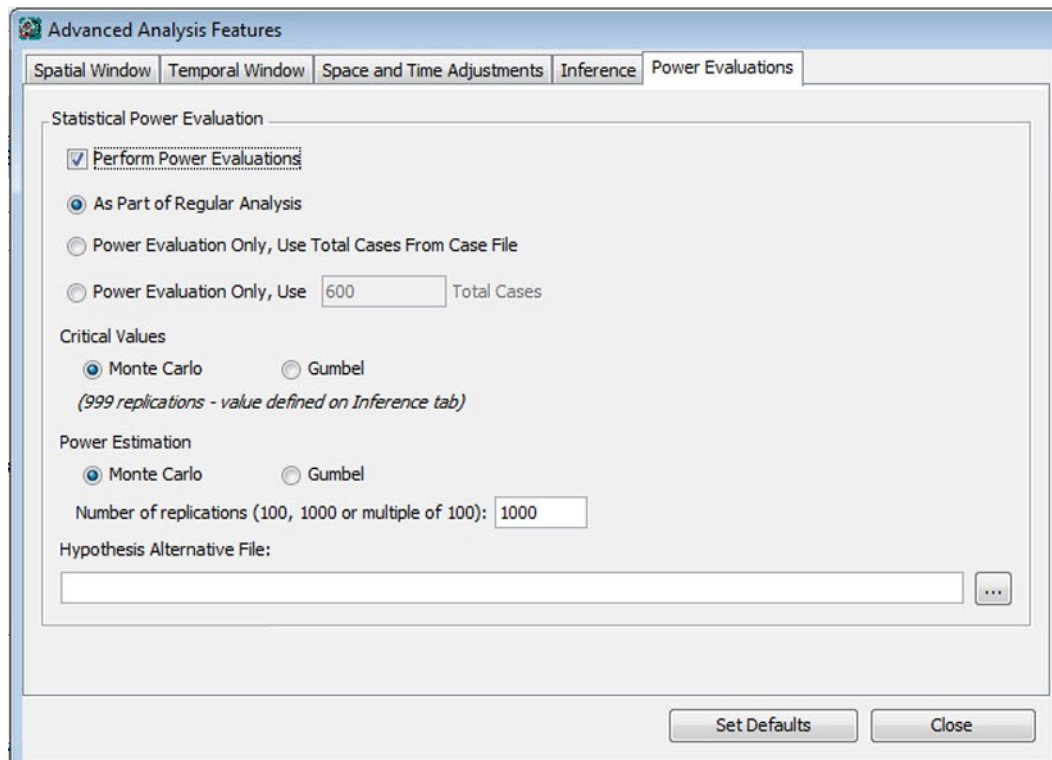 Advanced Analysis Features
Spatial Window Temporal Window Space and Time Adjustments Inference Power Evaluations
Statistical Power Evaluation
Perform Power Evaluations
As Part of Regular Analysis
Power Evaluation Only, Use Total Cases From Case File
Power Evaluation Only, Use 600 Total Cases
Critical Values
Monte Carlo Gumbel
(999 replications - value defined on Inference tab)
Power Estimation
Monte Carlo Gumbel
Number of replications (100, 1000 or multiple of 100): 1000
Hypothesis Alternative File:
...
Set Defaults Close